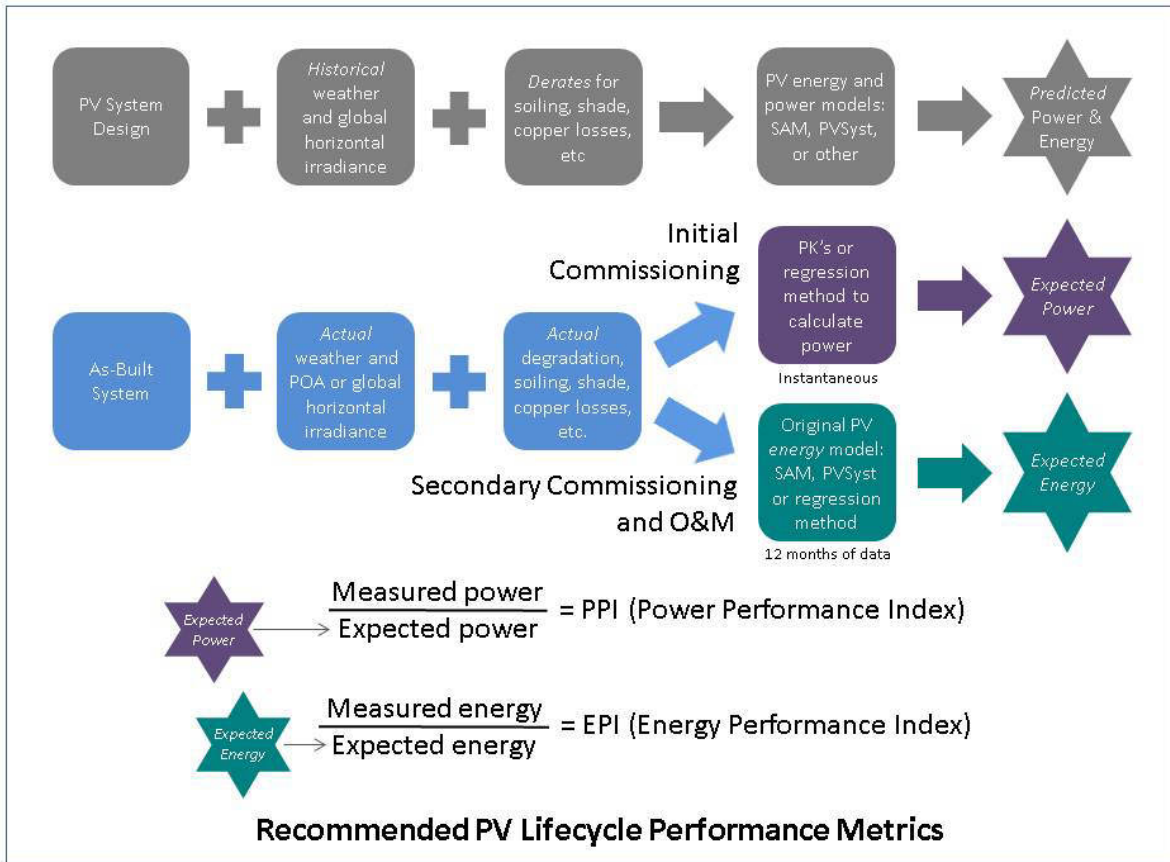 PV System
Design
Historical
weather
and global
horizontal
irradiance
Derates for
soiling, shade,
copper losses,
etc
PV energy and
power models:
SAM, PVSyst,
or other
Predicted
Power &
Energy
Initial
Commissioning
As-Built
System
Actual
weather and
POA or global
horizontal
irradiance
Actual
degradation,
soiling, shade,
copper losses,
etc.
PK's or
regression
method to
calculate
power
Instantaneous
Expected
Power
Secondary Commissioning
and O&M
Original PV
energy model:
SAM, PVSyst
or regression
method
12 months of data
Expected
Energy
Expected
Power
Measured power
Expected power
= PPI (Power Performance Index)
Expected
Energy
Measured energy
Expected energy
= EPI (Energy Performance Index)
Recommended PV Lifecycle Performance Metrics